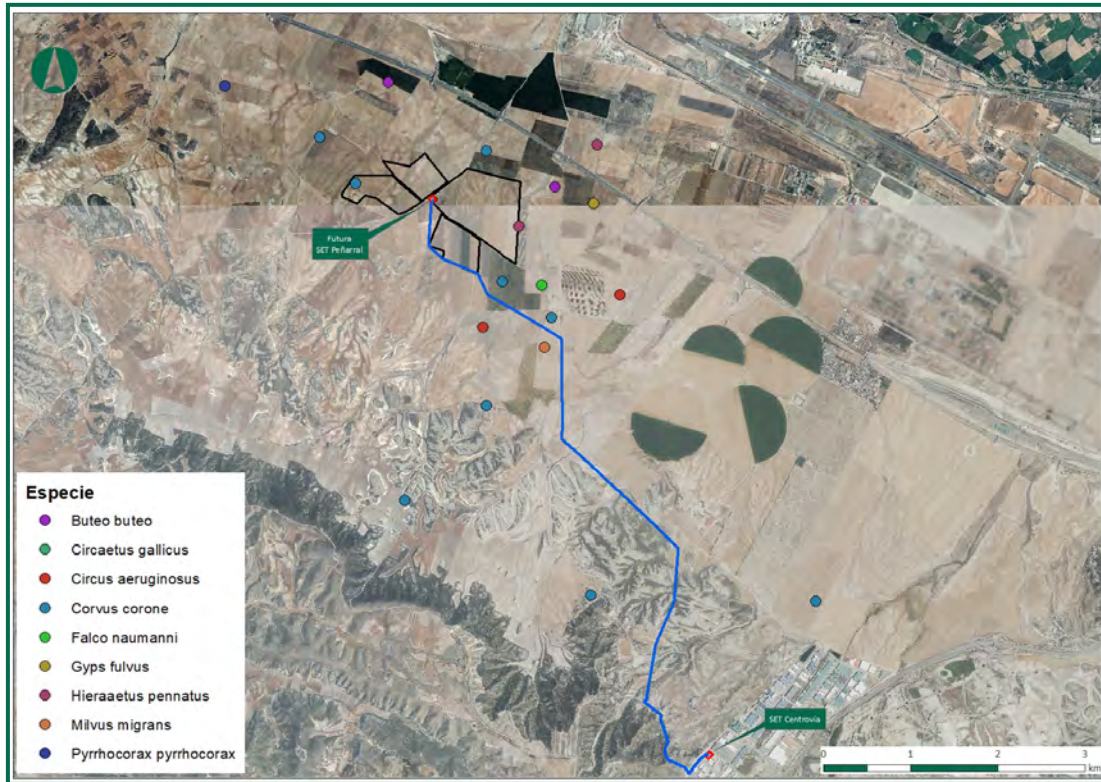 Futura
SET Peñarral
Especie
Buteo buteo
Circaetus gallicus
Circus aeruginosus
Corvus corone
Falco naumanni
Gyps fulvus
Hieraaetus pennatus
Milvus migrans
Pyrrhocorax pyrrhocorax
SET Centrovía
0 1 2 3
km